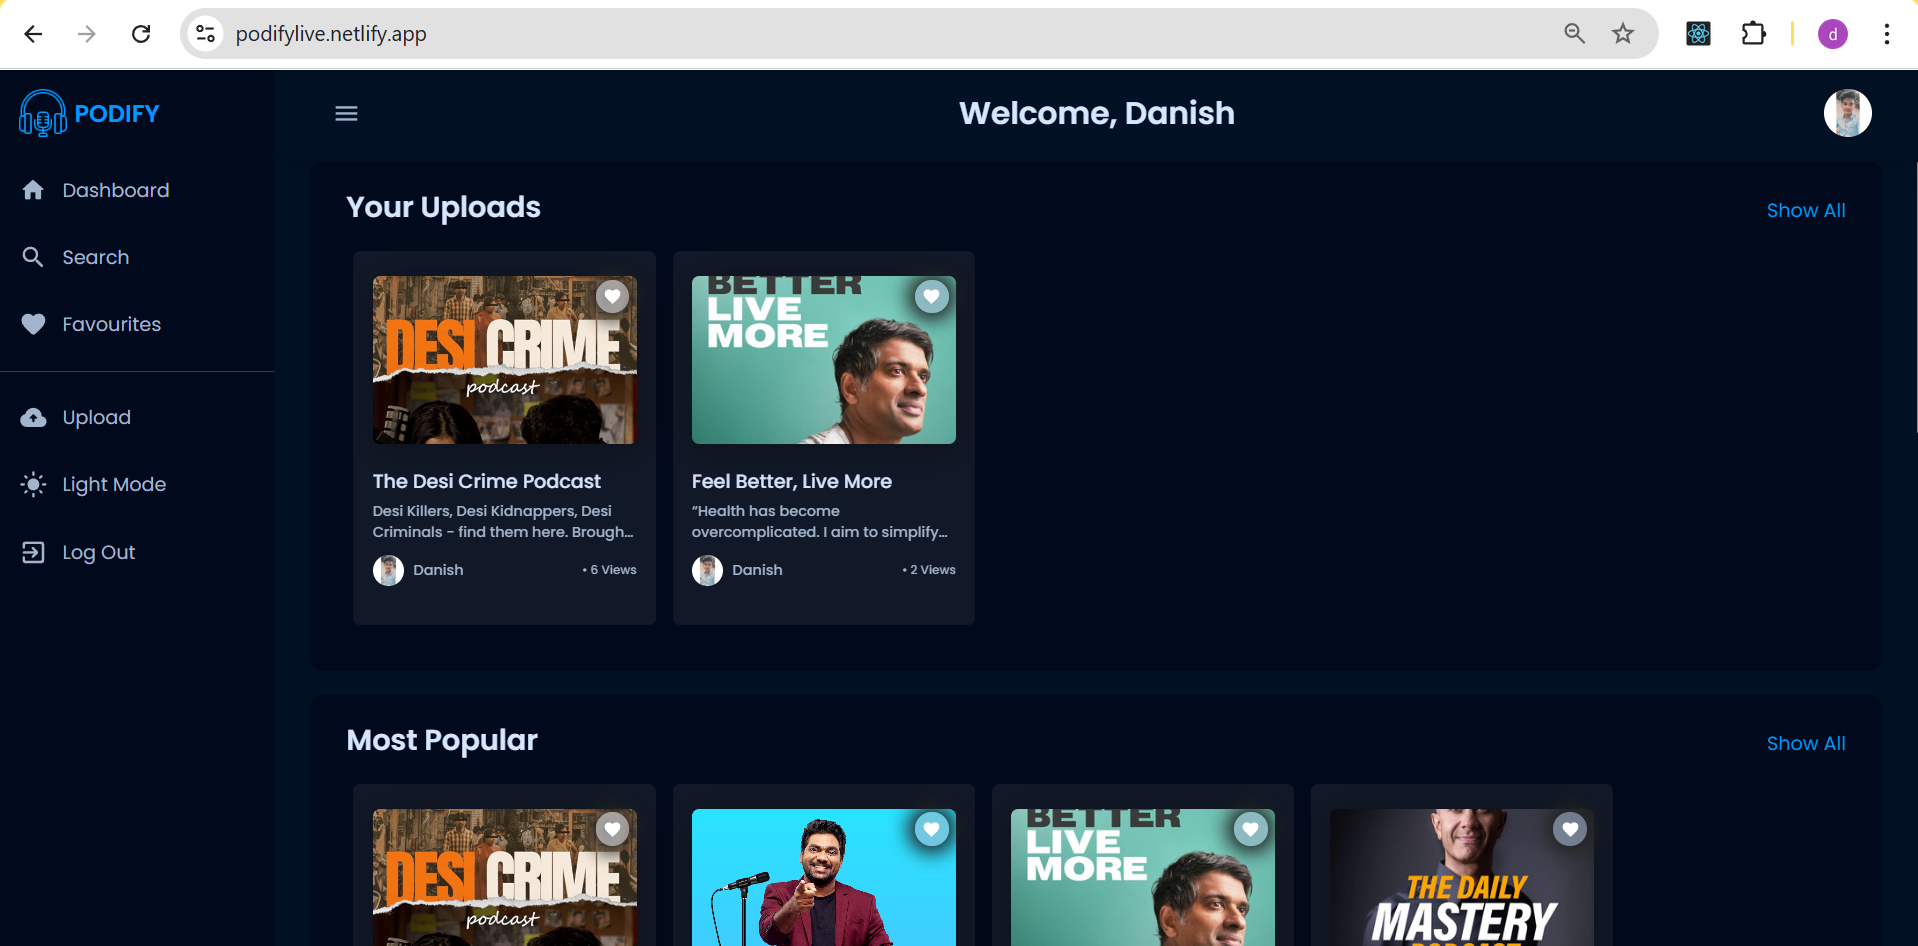 podifylive.netlify.app
d
PODIFY
Welcome, Danish
Dashboard
Search
Favourites
Upload
Light Mode
Log Out
Your Uploads
Show All
DESI CRIME
podcast
The Desi Crime Podcast
Desi Killers, Desi Kidnappers, Desi
Criminals - find them here. Brough...
Danish
• 6 Views
BETTER
LIVE
MORE
Feel Better, Live More
“Health has become
overcomplicated. I aim to simplify...
Danish
• 2 Views
Most Popular
Show All
DESI CRIME
podcast
BETTER
LIVE
MORE
THE DAILY
MASTERY
PODCAST